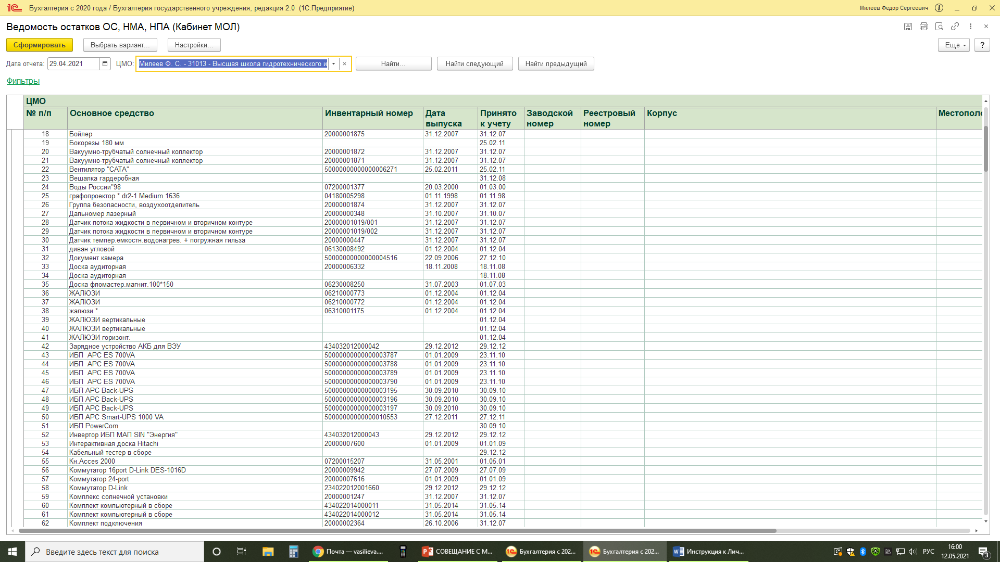 Бухгалтерия с 2020 года / Бухгалтерия государственного учреждения, редакция 2.0 (1С:Предприятие)
Милеев Федор Сергеевич
Ведомость остатков ОС, НМА, НПА (Кабинет МОЛ)
Сформировать Выбрать вариант... Настройки... Еще ?
Дата отчета: 29.04.2021 ЦМО: Милеев Ф. С. - 31013 - Высшая школа гидротехнического и Найти... Найти следующий Найти предыдущий
Фильтры
ЦМО
№ п/п Основное средство Инвентарный номер Дата выпуска Принято к учету Заводской номер Реестровый номер Корпус Местополо
18 Бойлер 20000001875 31.12.2007 31.12.07
19 Бокорезы 180 мм 25.02.11
20 Вакуумно-трубчатый солнечный коллектор 20000001872 31.12.2007 31.12.07
21 Вакуумно-трубчатый солнечный коллектор 20000001871 31.12.2007 31.12.07
22 Вентилятор "САТА" 50000000000000006271 25.02.2011 25.02.11
23 Вешалка гардеробная 31.12.08
24 Воды России"98 07200001377 20.03.2000 01.03.00
25 графопроектор * dr2-1 Medium 1636 04180005298 01.11.1998 01.11.98
26 Группа безопасности, воздухоотделитель 20000001874 31.12.2007 31.12.07
27 Дальномер лазерный 20000000348 31.10.2007 31.10.07
28 Датчик потока жидкости в первичном и вторичном контуре 20000001019/001 31.12.2007 31.12.07
29 Датчик потока жидкости в первичном и вторичном контуре 20000001019/002 31.12.2007 31.12.07
30 Датчик темпер.емкостн.водонагрев. + погружная гильза 20000000447 31.12.2007 31.12.07
31 диван угловой 06130008492 01.12.2004 01.12.04
32 Документ камера 50000000000000004516 22.09.2006 27.12.10
33 Доска аудиторная 20000006332 18.11.2008 18.11.08
34 Доска аудиторная 18.11.08
35 Доска фломастер.магнит.100*150 06230008250 31.07.2003 01.07.03
36 ЖАЛЮЗИ 06210000773 01.12.2004 01.12.04
37 ЖАЛЮЗИ 06210000772 01.12.2004 01.12.04
38 жалюзи * 06310001175 01.12.2004 01.12.04
39 ЖАЛЮЗИ вертикальные 01.12.04
40 ЖАЛЮЗИ вертикальные 01.12.04
41 ЖАЛЮЗИ горизонт. 01.12.04
42 Зарядное устройство АКБ для ВЭУ 434032012000042 29.12.2012 29.12.12
43 ИБП APC ES 700VA 50000000000000003787 01.01.2009 23.11.10
44 ИБП APC ES 700VA 50000000000000003788 01.01.2009 23.11.10
45 ИБП APC ES 700VA 50000000000000003789 01.01.2009 23.11.10
46 ИБП APC ES 700VA 50000000000000003790 01.01.2009 23.11.10
47 ИБП APC Back-UPS 50000000000000003195 30.09.2010 30.09.10
48 ИБП APC Back-UPS 50000000000000003196 30.09.2010 30.09.10
49 ИБП APC Back-UPS 50000000000000003197 30.09.2010 30.09.10
50 ИБП APC Smart-UPS 1000 VA 50000000000000010553 27.12.2011 27.12.11
51 ИБП PowerCom 30.09.10
52 Инвертор ИБП МАП SIN "Энергия" 434032012000043 29.12.2012 29.12.12
53 Интерактивная доска Hitachi 20000007600 01.01.2009 01.01.09
54 Кабельный тестер в сборе 29.12.12
55 Кн.Acces 2000 07200015207 31.05.2001 01.05.01
56 Коммутатор 16port D-Link DES-1016D 20000009942 27.07.2009 27.07.09
57 Коммутатор 24-port 20000007616 01.01.2009 01.01.09
58 Коммутатор D-Link 234022012001660 29.12.2012 29.12.12
59 Комплекс солнечной установки 20000001247 31.12.2007 31.12.07
60 Комплект компьютерный в сборе 434022014000011 31.05.2014 31.05.14
61 Комплект компьютерный в сборе 434022014000012 31.05.2014 31.05.14
62 Комплект подключения 20000002364 26.10.2006 31.12.07
Введите здесь текст для поиска Почта — vasilieva.... СОВЕЩАНИЕ С М... Бухгалтерия с 202... Бухгалтерия с 202... Инструкция к Лич... РУС 16:00
12.05.2021 3